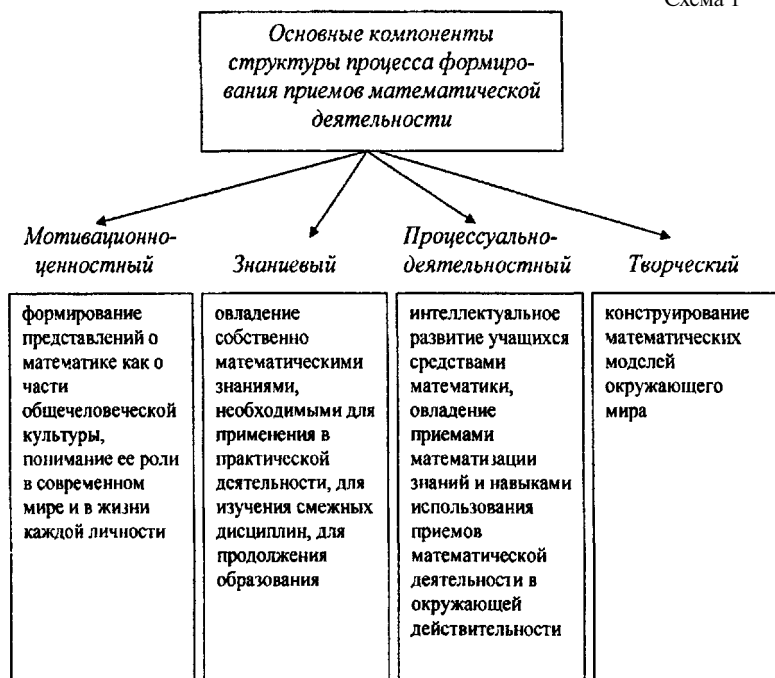 Схема 1
Основные компоненты
структуры процесса формиро-
вания приемов математической
деятельности
Мотивационно-
ценностный
формирование
представлений о
математике как о
части
общечеловеческой
культуры,
понимание ее роли
в современном
мире и в жизни
каждой личности
Знаниевый
овладение
собственно
математическими
знаниями,
необходимыми для
применения в
практической
деятельности, для
изучения смежных
дисциплин, для
продолжения
образования
Процессуально-
деятельностный
интеллектуальное
развитие учащихся
средствами
математики,
овладение
приемами
математизации
знаний и навыками
использования
приемов
математической
деятельности в
окружающей
действительности
Творческий
конструирование
математических
моделей
окружающего
мира